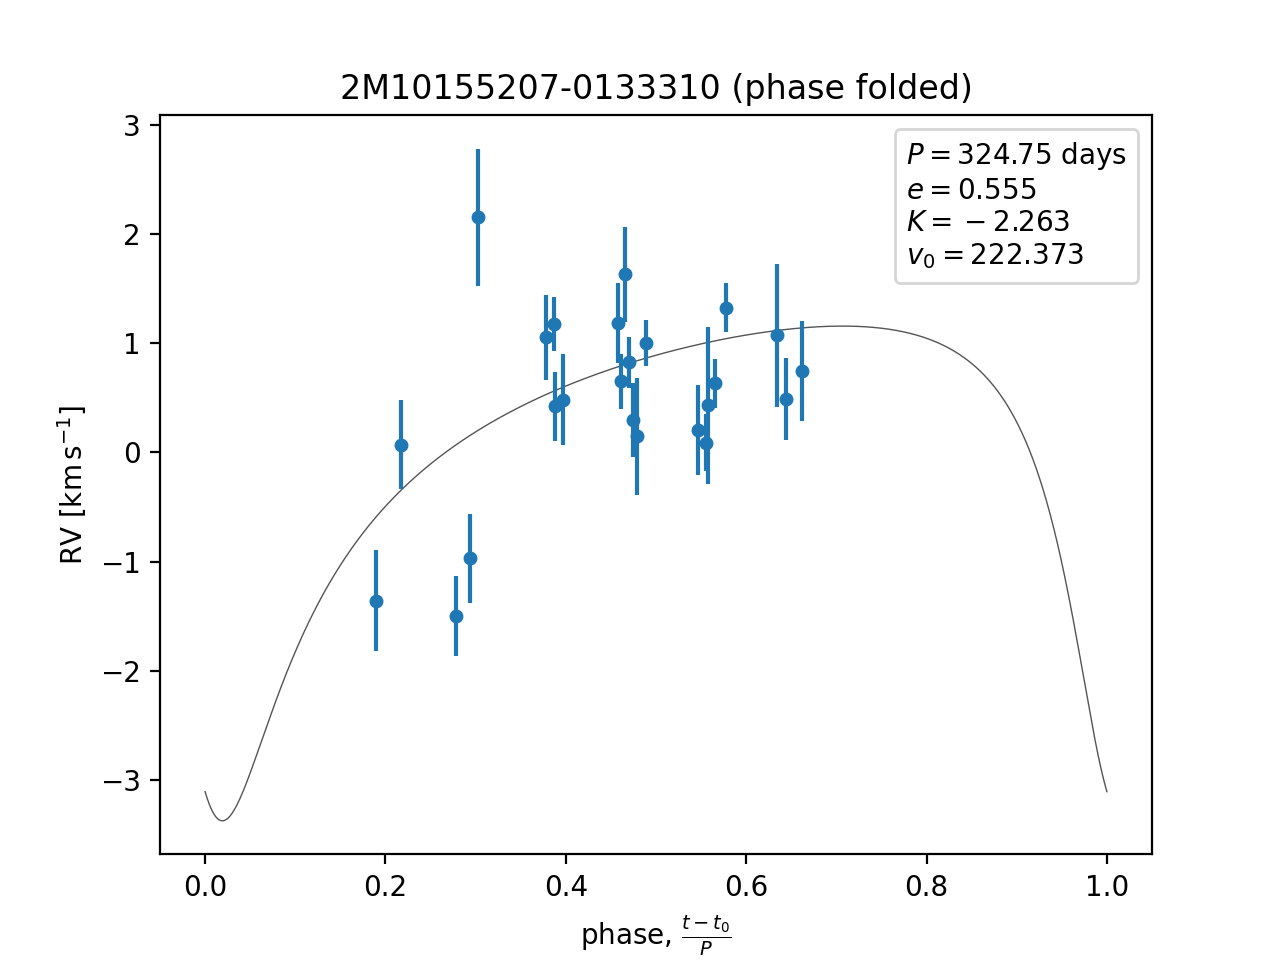 2M10155207-0133310 (phase folded)
P = 324.75 days
e = 0.555
K = −2.263
v₀ = 222.373
3
2
1
0
−1
−2
−3
RV [km s⁻¹]
0.0 0.2 0.4 0.6 0.8 1.0
phase, (t − t₀)/P